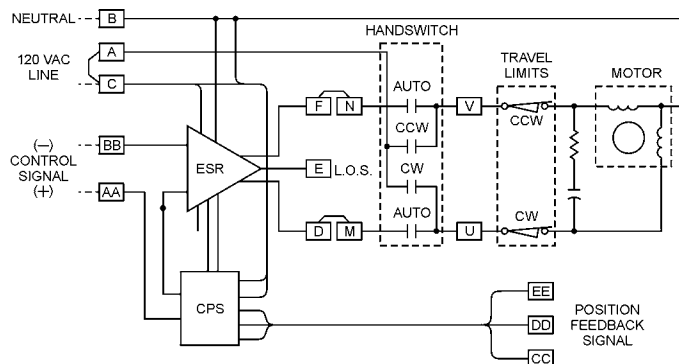 NEUTRAL
B
120 VAC
LINE
A
C
HANDSWITCH
TRAVEL
LIMITS
MOTOR
AUTO
F
N
V
CCW
CCW
(−)
CONTROL
SIGNAL
(+)
BB
AA
ESR
E
L.O.S.
CW
AUTO
CW
D
M
U
CPS
EE
DD
CC
POSITION
FEEDBACK
SIGNAL